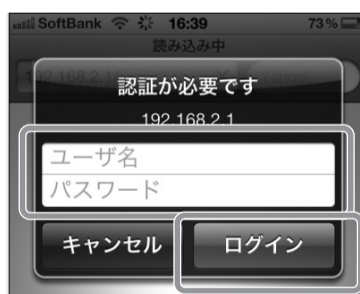 SoftBank 16:39 73%
読み込み中
認証が必要です
192.168.2.1
ユーザ名
パスワード
キャンセル ログイン